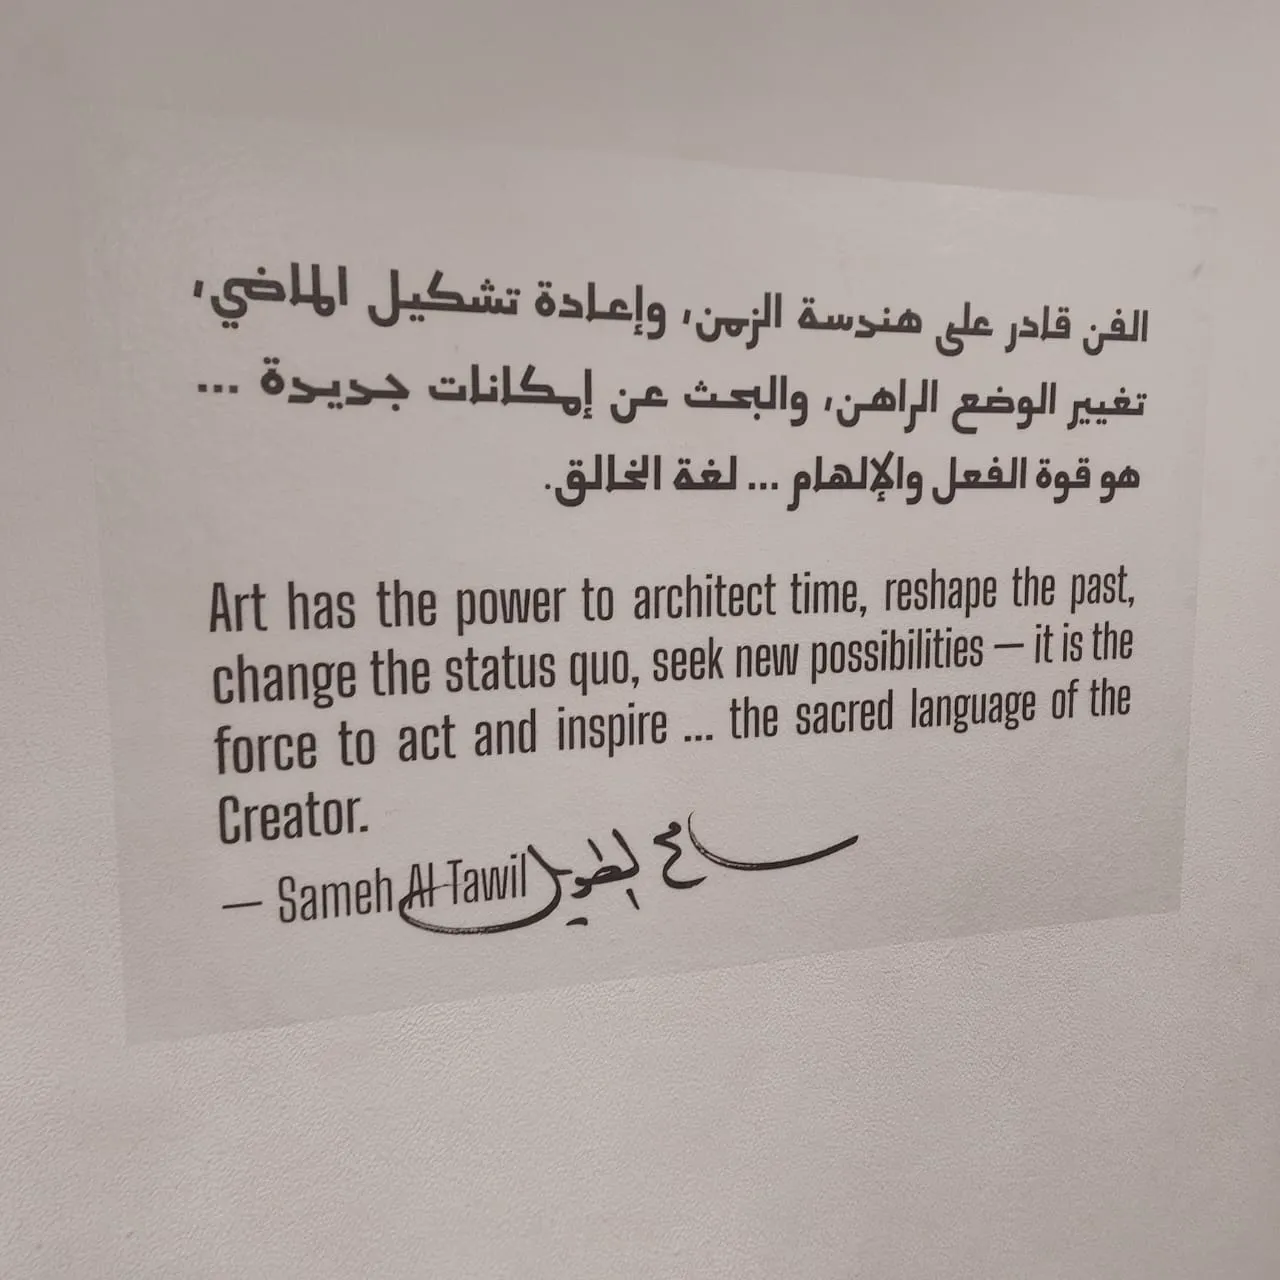 الفن قادر على هندسة الزمن، وإعادة تشكيل الماضي،
تغيير الوضع الراهن، والبحث عن إمكانات جديدة ...
هو قوة الفعل والإلهام ... لغة الخالق.
Art has the power to architect time, reshape the past,
change the status quo, seek new possibilities — it is the
force to act and inspire ... the sacred language of the
Creator.
— Sameh Al-Tawil سامح الطويل